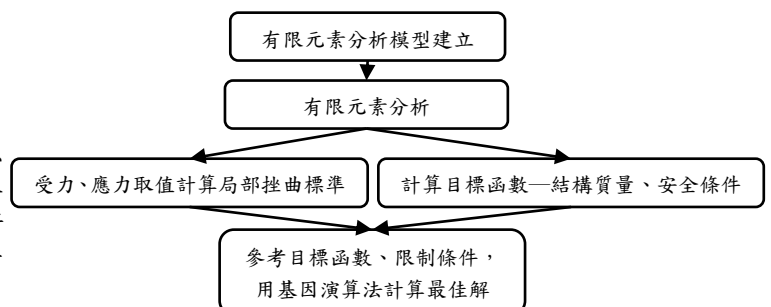 有限元素分析模型建立
有限元素分析
受力、應力取值計算局部挫曲標準
計算目標函數—結構質量、安全條件
參考目標函數、限制條件，
用基因演算法計算最佳解